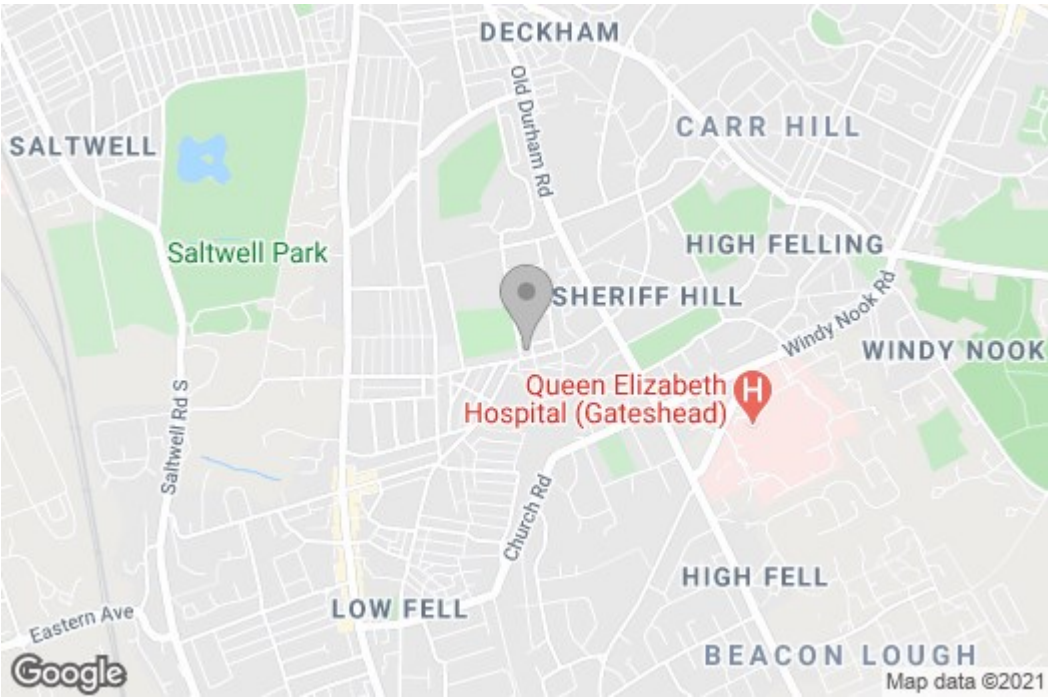 DECKHAM
Old Durham Rd
CARR HILL
SALTWELL
Saltwell Park
HIGH FELLING
SHERIFF HILL
Windy Nook Rd
WINDY NOOK
Queen Elizabeth
Hospital (Gateshead)
H
Saltwell Rd S
Church Rd
HIGH FELL
LOW FELL
Eastern Ave
BEACON LOUGH
Google
Map data ©2021